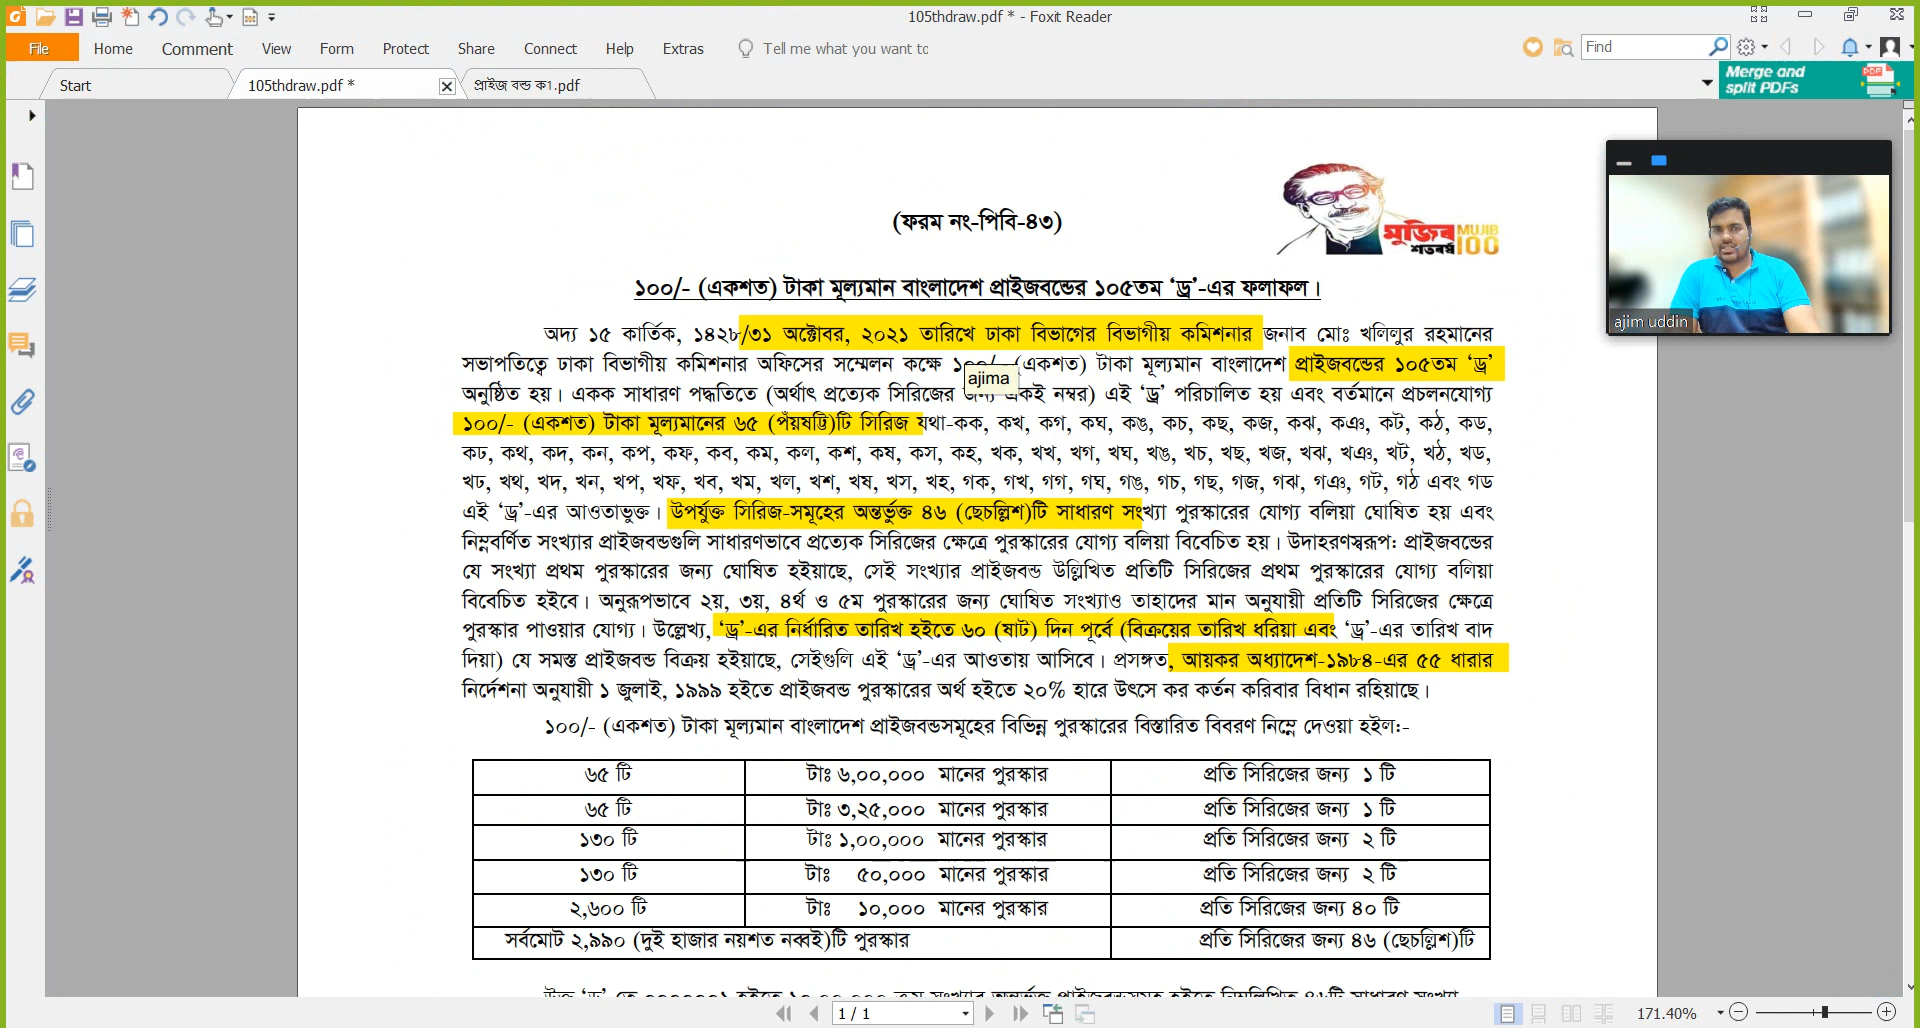 105thdraw.pdf * - Foxit Reader
File Home Comment View Form Protect Share Connect Help Extras Tell me what you want to Find
Start 105thdraw.pdf * প্রাইজ বন্ড ক১.pdf
Merge and
split PDFs
PDF
(ফরম নং-পিবি-৪৩)
মুজিব MUJIB
শতবর্ষ 100
ajim uddin
১০০/- (একশত) টাকা মূল্যমান বাংলাদেশ প্রাইজবন্ডের ১০৫তম ‘ড্র’-এর ফলাফল।
অদ্য ১৫ কার্তিক, ১৪২৮/৩১ অক্টোবর, ২০২১ তারিখে ঢাকা বিভাগের বিভাগীয় কমিশনার জনাব মোঃ খলিলুর রহমানের
সভাপতিত্বে ঢাকা বিভাগীয় কমিশনার অফিসের সম্মেলন কক্ষে ১০০/- (একশত) টাকা মূল্যমান বাংলাদেশ প্রাইজবন্ডের ১০৫তম ‘ড্র’
ajima
অনুষ্ঠিত হয়। একক সাধারণ পদ্ধতিতে (অর্থাৎ প্রত্যেক সিরিজের জন্য একই নম্বর) এই ‘ড্র’ পরিচালিত হয় এবং বর্তমানে প্রচলনযোগ্য
১০০/- (একশত) টাকা মূল্যমানের ৬৫ (পঁয়ষট্টি)টি সিরিজ যথা-কক, কখ, কগ, কঘ, কঙ, কচ, কছ, কজ, কঝ, কঞ, কট, কঠ, কড,
কঢ, কথ, কদ, কন, কপ, কফ, কব, কম, কল, কশ, কষ, কস, কহ, খক, খখ, খগ, খঘ, খঙ, খচ, খছ, খজ, খঝ, খঞ, খট, খঠ, খড,
খঢ, খথ, খদ, খন, খপ, খফ, খব, খম, খল, খশ, খষ, খস, খহ, গক, গখ, গগ, গঘ, গঙ, গচ, গছ, গজ, গঝ, গঞ, গট, গঠ এবং গড
এই ‘ড্র’-এর আওতাভুক্ত। উপর্যুক্ত সিরিজ-সমূহের অন্তর্ভুক্ত ৪৬ (ছেচল্লিশ)টি সাধারণ সংখ্যা পুরস্কারের যোগ্য বলিয়া ঘোষিত হয় এবং
নিম্নবর্ণিত সংখ্যার প্রাইজবন্ডগুলি সাধারণভাবে প্রত্যেক সিরিজের ক্ষেত্রে পুরস্কারের যোগ্য বলিয়া বিবেচিত হয়। উদাহরণস্বরূপ: প্রাইজবন্ডের
যে সংখ্যা প্রথম পুরস্কারের জন্য ঘোষিত হইয়াছে, সেই সংখ্যার প্রাইজবন্ড উল্লিখিত প্রতিটি সিরিজের প্রথম পুরস্কারের যোগ্য বলিয়া
বিবেচিত হইবে। অনুরূপভাবে ২য়, ৩য়, ৪র্থ ও ৫ম পুরস্কারের জন্য ঘোষিত সংখ্যাও তাহাদের মান অনুযায়ী প্রতিটি সিরিজের ক্ষেত্রে
পুরস্কার পাওয়ার যোগ্য। উল্লেখ্য, ‘ড্র’-এর নির্ধারিত তারিখ হইতে ৬০ (ষাট) দিন পূর্বে (বিক্রয়ের তারিখ ধরিয়া এবং ‘ড্র’-এর তারিখ বাদ
দিয়া) যে সমস্ত প্রাইজবন্ড বিক্রয় হইয়াছে, সেইগুলি এই ‘ড্র’-এর আওতায় আসিবে। প্রসঙ্গত, আয়কর অধ্যাদেশ-১৯৮৪-এর ৫৫ ধারার
নির্দেশনা অনুযায়ী ১ জুলাই, ১৯৯৯ হইতে প্রাইজবন্ড পুরস্কারের অর্থ হইতে ২০% হারে উৎসে কর কর্তন করিবার বিধান রহিয়াছে।
১০০/- (একশত) টাকা মূল্যমান বাংলাদেশ প্রাইজবন্ডসমূহের বিভিন্ন পুরস্কারের বিস্তারিত বিবরণ নিম্নে দেওয়া হইল:-
৬৫ টি টাঃ ৬,০০,০০০ মানের পুরস্কার প্রতি সিরিজের জন্য ১ টি
৬৫ টি টাঃ ৩,২৫,০০০ মানের পুরস্কার প্রতি সিরিজের জন্য ১ টি
১৩০ টি টাঃ ১,০০,০০০ মানের পুরস্কার প্রতি সিরিজের জন্য ২ টি
১৩০ টি টাঃ ৫০,০০০ মানের পুরস্কার প্রতি সিরিজের জন্য ২ টি
২,৬০০ টি টাঃ ১০,০০০ মানের পুরস্কার প্রতি সিরিজের জন্য ৪০ টি
সর্বমোট ২,৯৯০ (দুই হাজার নয়শত নব্বই)টি পুরস্কার প্রতি সিরিজের জন্য ৪৬ (ছেচল্লিশ)টি
1 / 1 171.40%